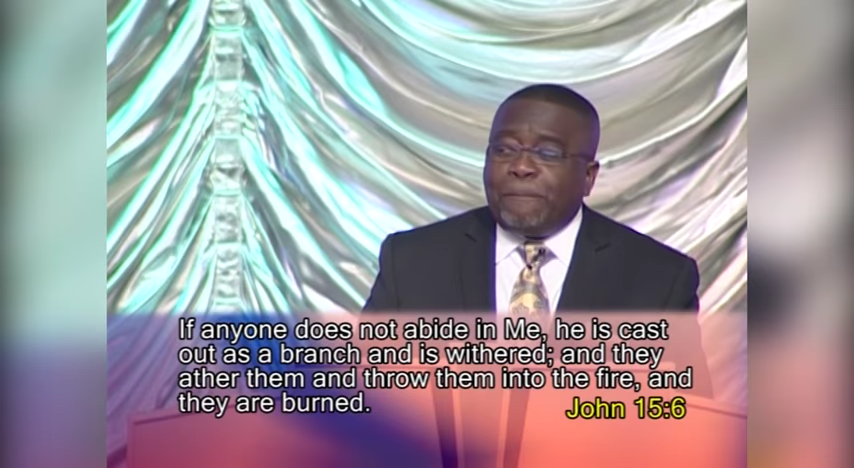 If anyone does not abide in Me, he is cast
out as a branch and is withered; and they
ather them and throw them into the fire, and
they are burned.
John 15:6